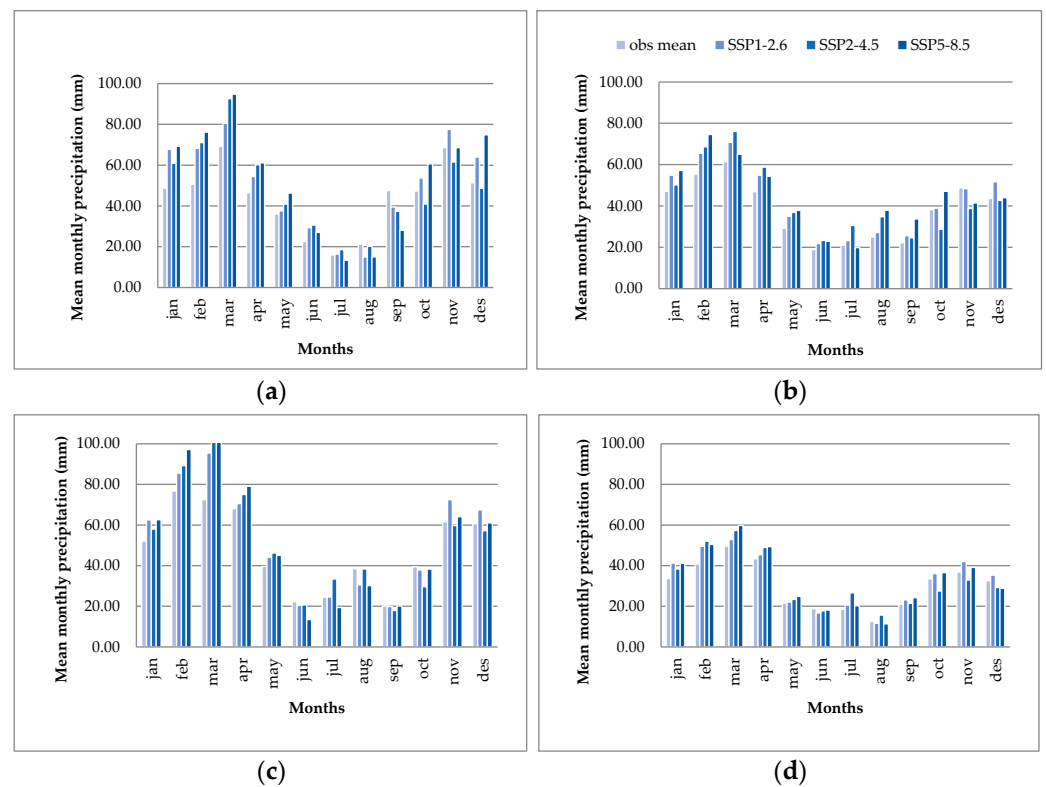 Mean monthly precipitation (mm)
100.00
80.00
60.00
40.00
20.00
0.00
jan feb mar apr may jun jul aug sep oct nov des
Months
(a)
obs mean SSP1-2.6 SSP2-4.5 SSP5-8.5
Mean monthly precipitation (mm)
100.00
80.00
60.00
40.00
20.00
0.00
jan feb mar apr may jun jul aug sep oct nov des
Months
(b)
Mean monthly precipitation (mm)
100.00
80.00
60.00
40.00
20.00
0.00
jan feb mar apr may jun jul aug sep oct nov des
Months
(c)
Mean monthly precipitation (mm)
100.00
80.00
60.00
40.00
20.00
0.00
jan feb mar apr may jun jul aug sep oct nov des
Months
(d)